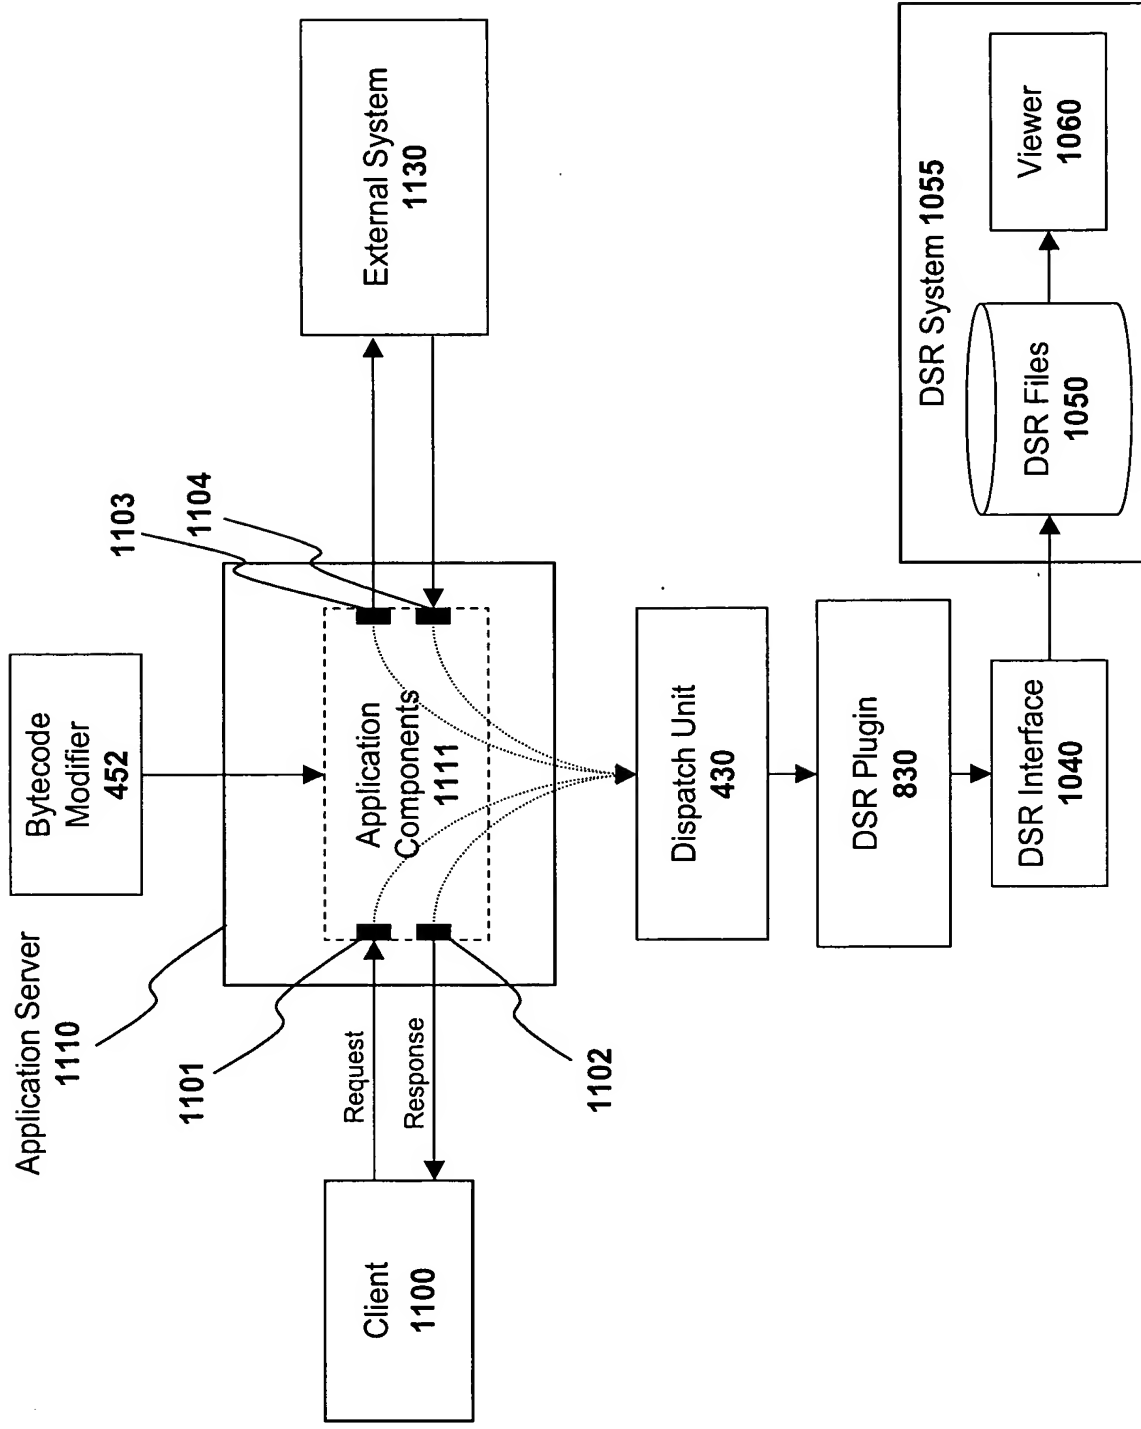 Application Server
1110
Bytecode
Modifier
452
1103
1104
External System
1130
1101
Request
Response
1102
Client
1100
Application
Components
1111
Dispatch Unit
430
DSR Plugin
830
DSR Interface
1040
DSR System 1055
DSR Files
1050
Viewer
1060